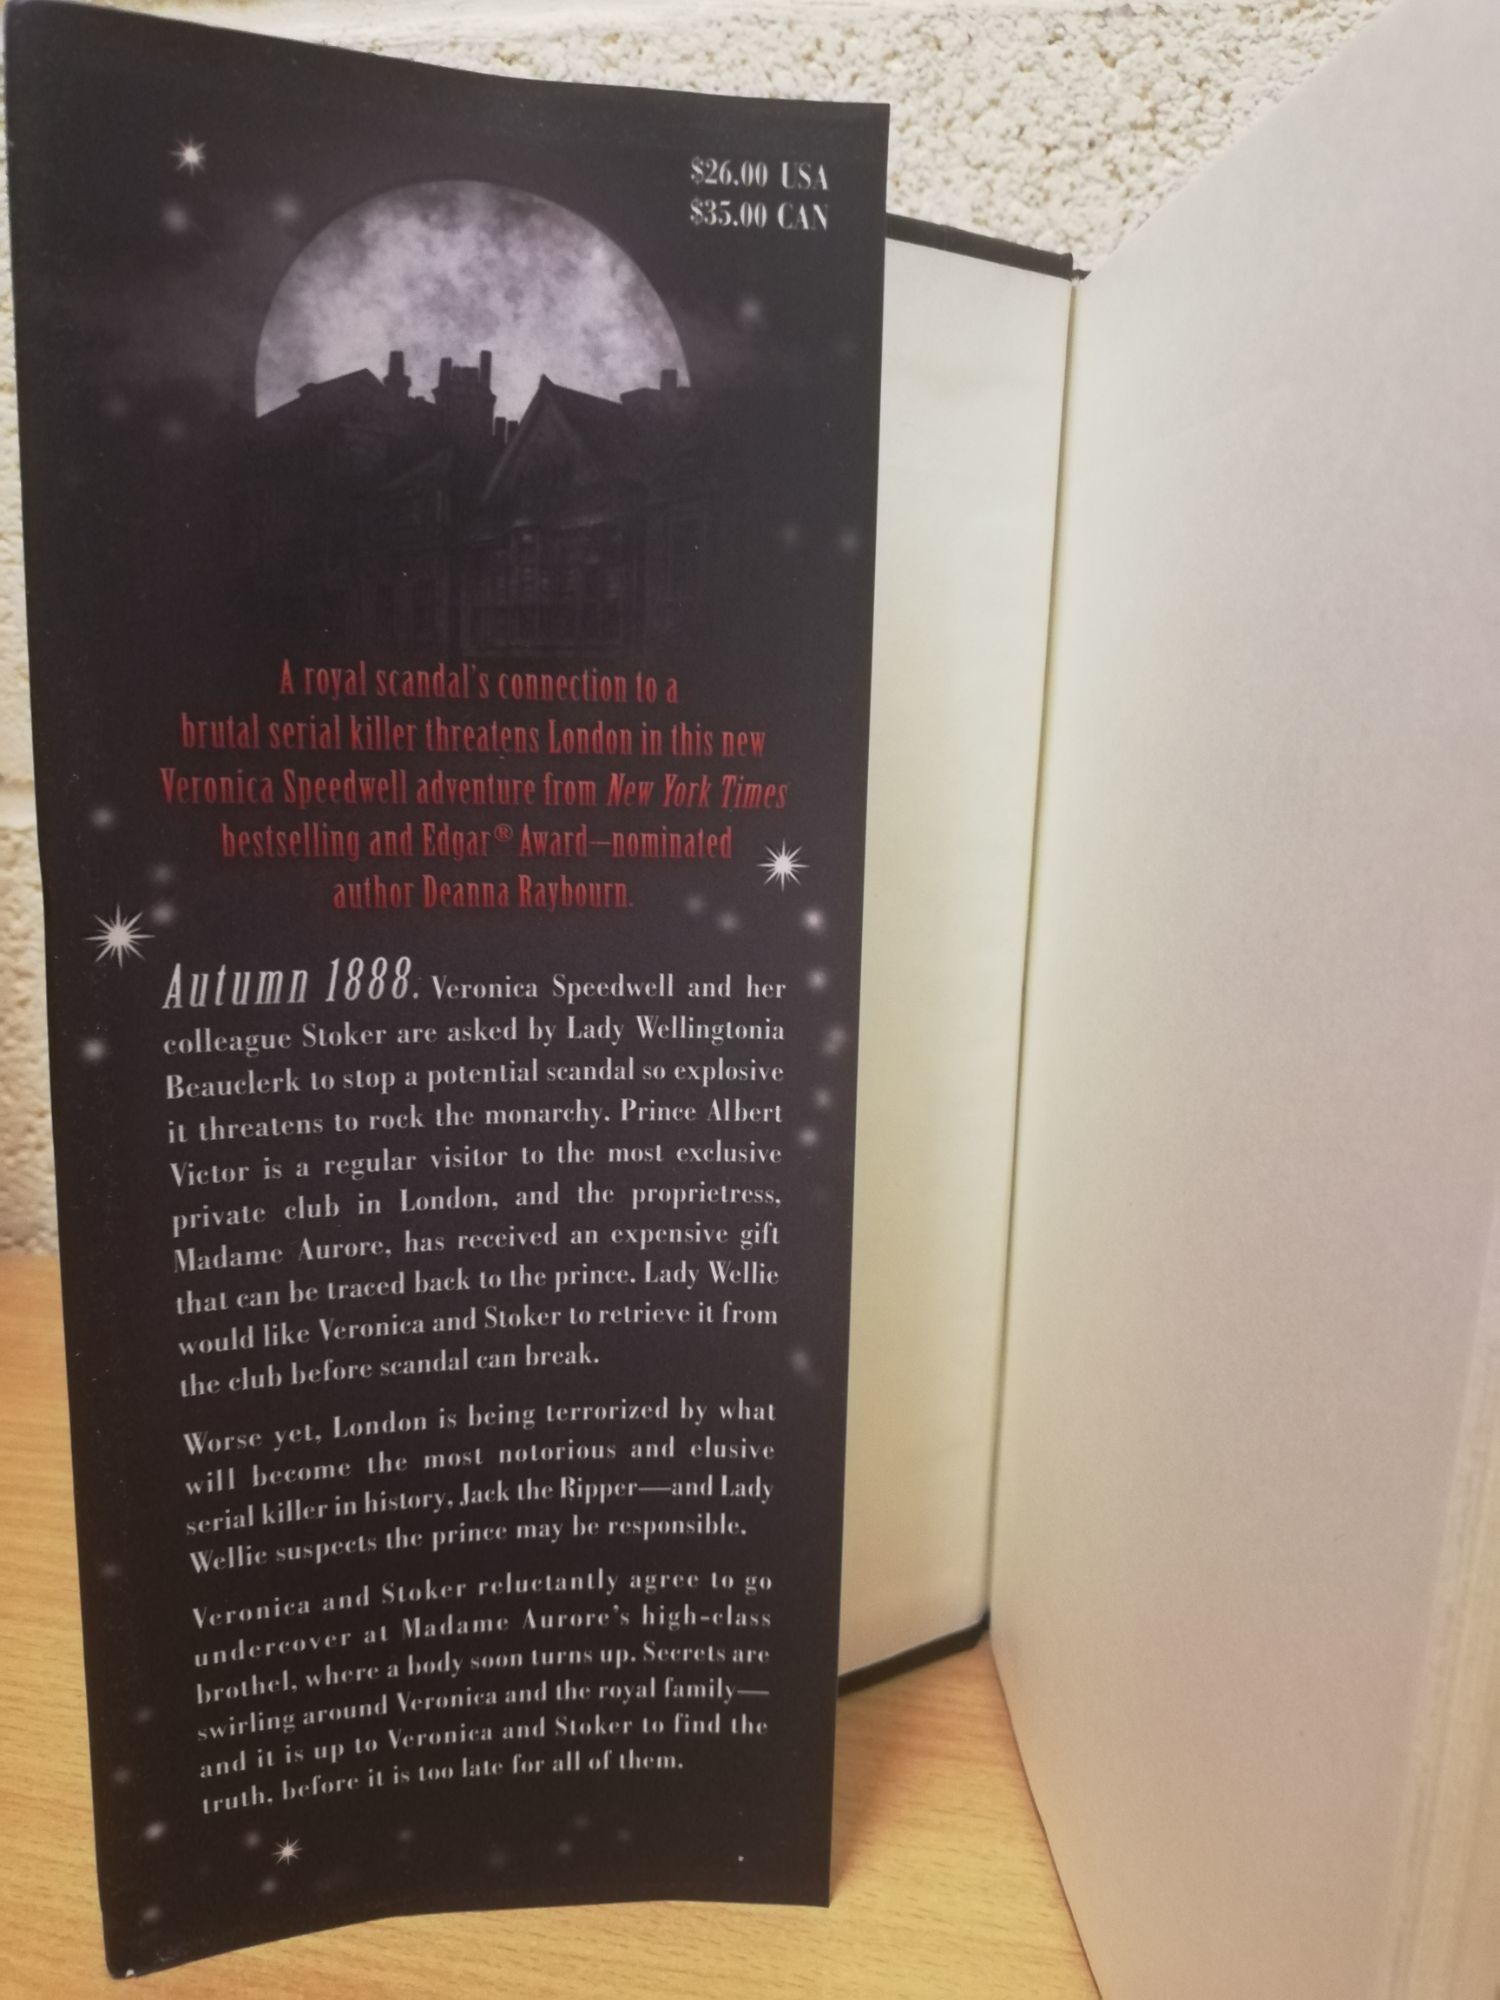 $26.00 USA
$35.00 CAN
A royal scandal's connection to a
brutal serial killer threatens London in this new
Veronica Speedwell adventure from New York Times
bestselling and Edgar® Award—nominated
author Deanna Raybourn.
Autumn 1888. Veronica Speedwell and her
colleague Stoker are asked by Lady Wellingtonia
Beauclerk to stop a potential scandal so explosive
it threatens to rock the monarchy. Prince Albert
Victor is a regular visitor to the most exclusive
private club in London, and the proprietress,
Madame Aurore, has received an expensive gift
that can be traced back to the prince. Lady Wellie
would like Veronica and Stoker to retrieve it from
the club before scandal can break.
Worse yet, London is being terrorized by what
will become the most notorious and elusive
serial killer in history, Jack the Ripper—and Lady
Wellie suspects the prince may be responsible.
Veronica and Stoker reluctantly agree to go
undercover at Madame Aurore's high-class
brothel, where a body soon turns up. Secrets are
swirling around Veronica and the royal family—
and it is up to Veronica and Stoker to find the
truth, before it is too late for all of them.